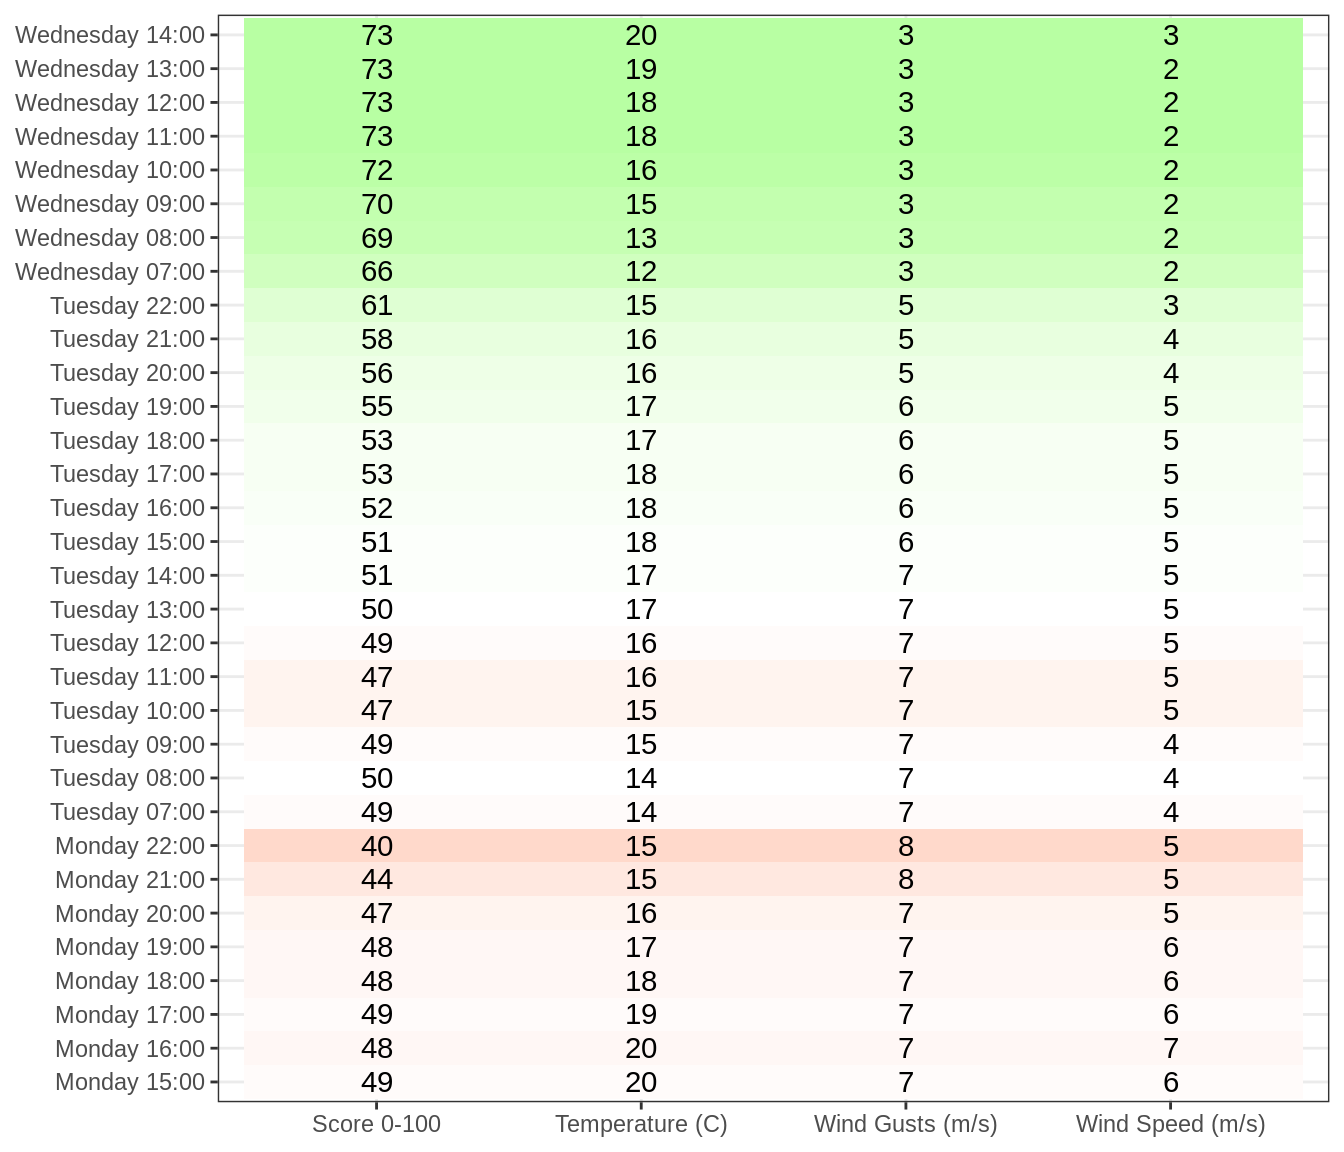 Wednesday 14:00 73 20 3 3
Wednesday 13:00 73 19 3 2
Wednesday 12:00 73 18 3 2
Wednesday 11:00 73 18 3 2
Wednesday 10:00 72 16 3 2
Wednesday 09:00 70 15 3 2
Wednesday 08:00 69 13 3 2
Wednesday 07:00 66 12 3 2
Tuesday 22:00 61 15 5 3
Tuesday 21:00 58 16 5 4
Tuesday 20:00 56 16 5 4
Tuesday 19:00 55 17 6 5
Tuesday 18:00 53 17 6 5
Tuesday 17:00 53 18 6 5
Tuesday 16:00 52 18 6 5
Tuesday 15:00 51 18 6 5
Tuesday 14:00 51 17 7 5
Tuesday 13:00 50 17 7 5
Tuesday 12:00 49 16 7 5
Tuesday 11:00 47 16 7 5
Tuesday 10:00 47 15 7 5
Tuesday 09:00 49 15 7 4
Tuesday 08:00 50 14 7 4
Tuesday 07:00 49 14 7 4
Monday 22:00 40 15 8 5
Monday 21:00 44 15 8 5
Monday 20:00 47 16 7 5
Monday 19:00 48 17 7 6
Monday 18:00 48 18 7 6
Monday 17:00 49 19 7 6
Monday 16:00 48 20 7 7
Monday 15:00 49 20 7 6
Score 0-100 Temperature (C) Wind Gusts (m/s) Wind Speed (m/s)